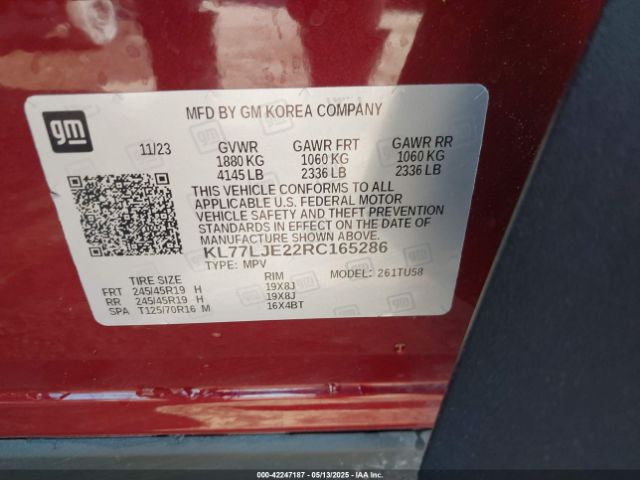 MFD BY GM KOREA COMPANY
gm
11/23 GVWR GAWR FRT GAWR RR
1880 KG 1060 KG 1060 KG
4145 LB 2336 LB 2336 LB
THIS VEHICLE CONFORMS TO ALL
APPLICABLE U.S. FEDERAL MOTOR
VEHICLE SAFETY AND THEFT PREVENTION
STANDARDS IN EFFECT ON THE DATE OF
MANUFACTURE SHOWN ABOVE.
KL77LJE22RC165286
TYPE: MPV MODEL: 261TU58
TIRE SIZE RIM
FRT 245/45R19 H 19X8J
RR 245/45R19 H 19X8J
SPA T125/70R16 M 16X4BT
000-42247187 - 05/13/2025 - IAA Inc.